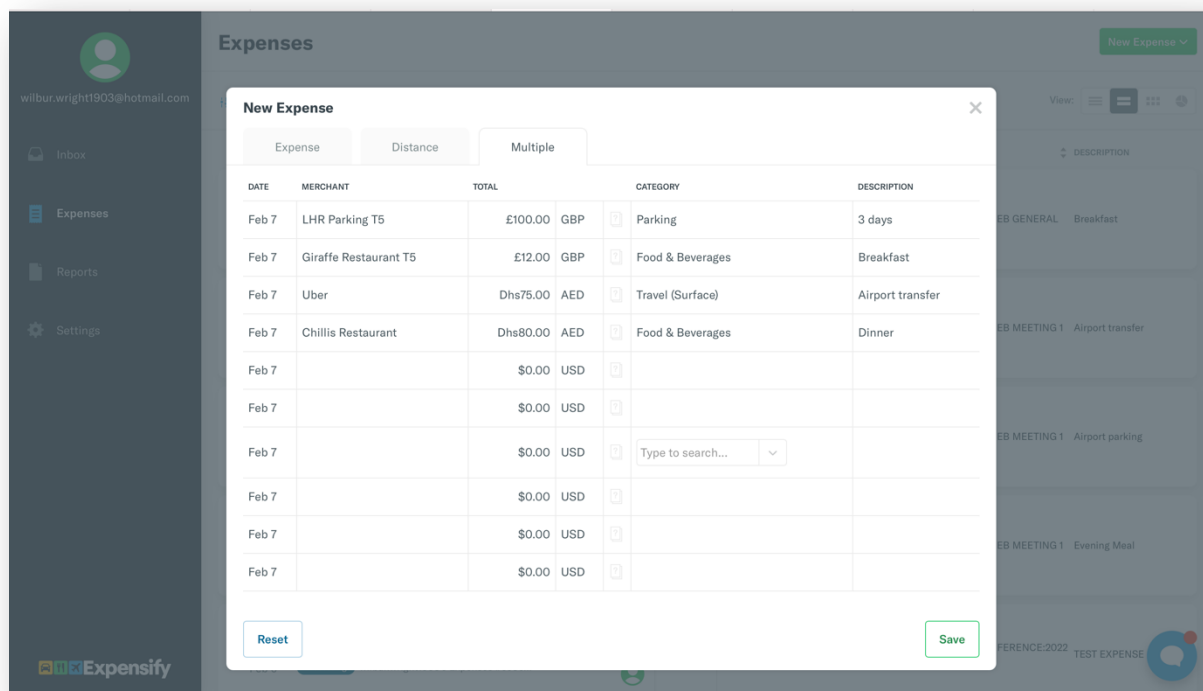 Expenses
New Expense
wilbur.wright1903@hotmail.com
View:
Inbox
Expenses
Reports
Settings
Expensify
New Expense
Expense Distance Multiple
DATE MERCHANT TOTAL CATEGORY DESCRIPTION
Feb 7 LHR Parking T5 £100.00 GBP Parking 3 days
Feb 7 Giraffe Restaurant T5 £12.00 GBP Food & Beverages Breakfast
Feb 7 Uber Dhs75.00 AED Travel (Surface) Airport transfer
Feb 7 Chillis Restaurant Dhs80.00 AED Food & Beverages Dinner
Feb 7 $0.00 USD
Feb 7 $0.00 USD
Feb 7 $0.00 USD Type to search...
Feb 7 $0.00 USD
Feb 7 $0.00 USD
Feb 7 $0.00 USD
Reset Save
DESCRIPTION
EB GENERAL Breakfast
EB MEETING 1 Airport transfer
EB MEETING 1 Airport parking
EB MEETING 1 Evening Meal
FERENCE:2022 TEST EXPENSE